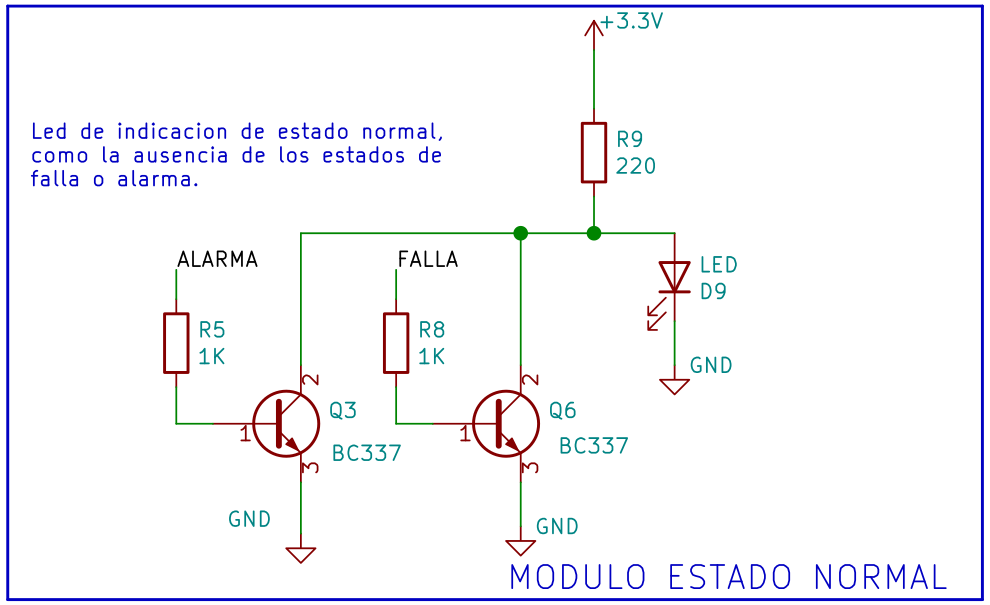 +3.3V
Led de indicacion de estado normal,
como la ausencia de los estados de
falla o alarma.
R9
220
ALARMA
FALLA
LED
D9
R5
1K
R8
1K
GND
2
2
Q3
Q6
1
1
BC337
BC337
3
3
GND
GND
MODULO ESTADO NORMAL